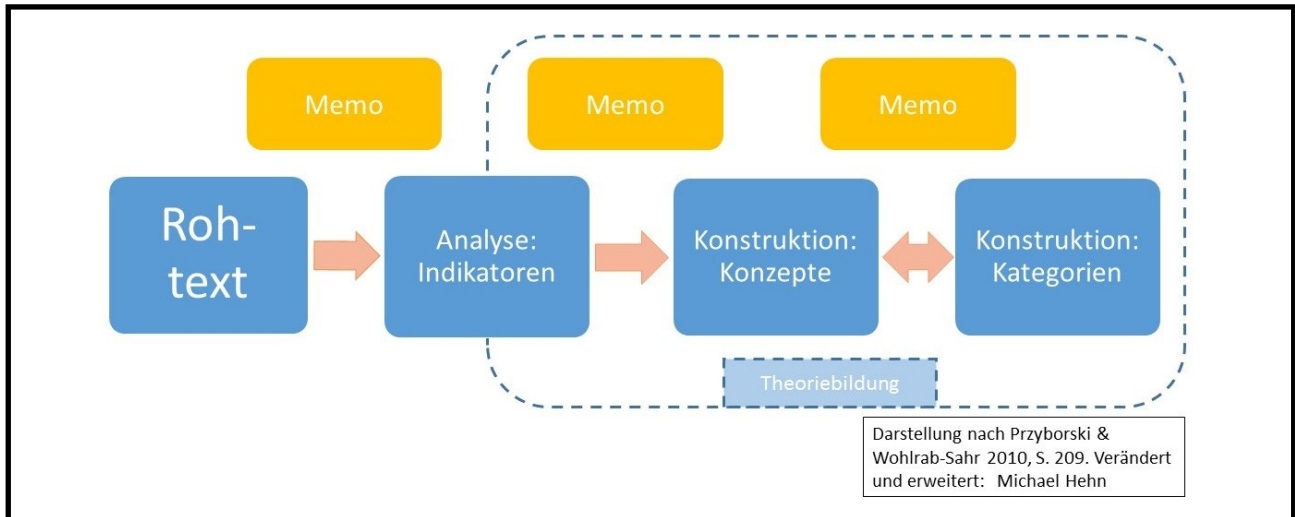 Memo
Memo
Memo
Roh-
text
Analyse:
Indikatoren
Konstruktion:
Konzepte
Konstruktion:
Kategorien
Theoriebildung
Darstellung nach Przyborski &
Wohlrab-Sahr 2010, S. 209. Verändert
und erweitert: Michael Hehn